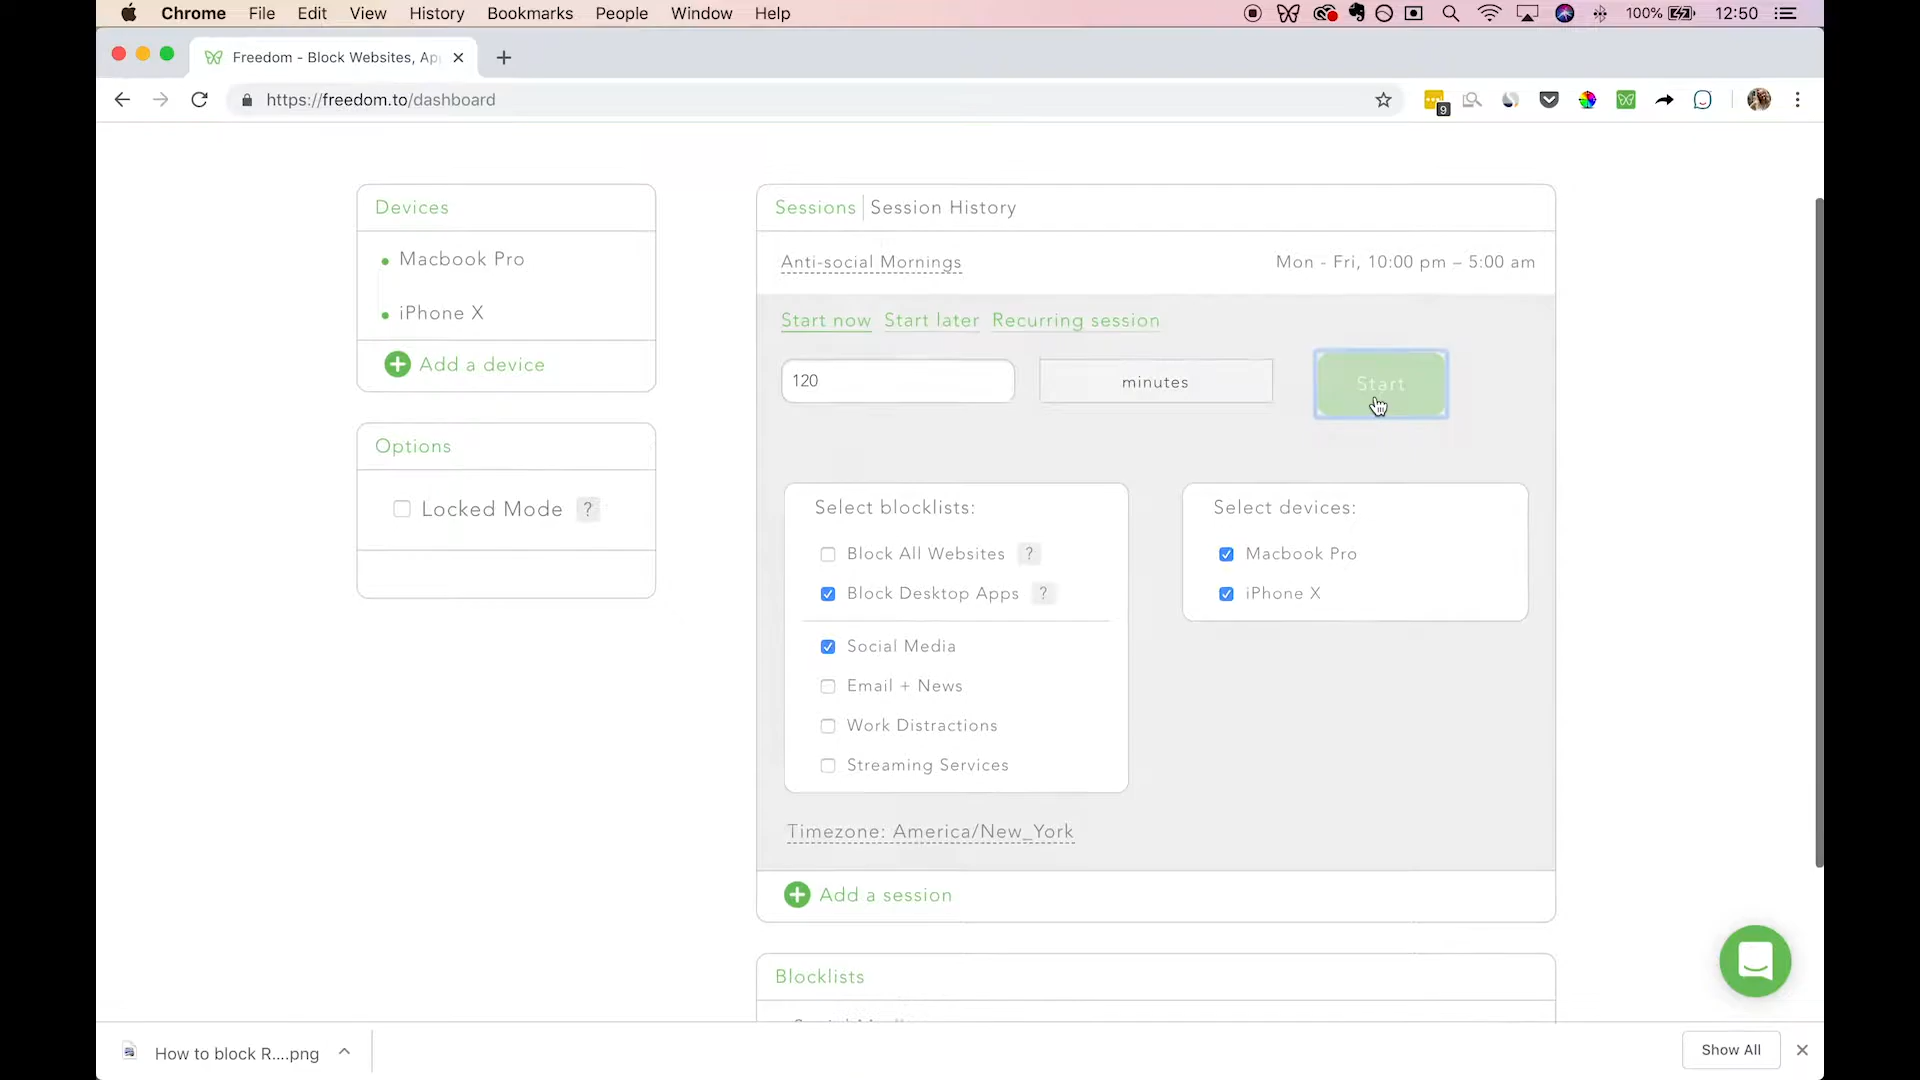 Chrome File Edit View History Bookmarks People Window Help 100% 12:50
Freedom - Block Websites, Ap
https://freedom.to/dashboard
9
Devices
Macbook Pro
iPhone X
Add a device
Options
Locked Mode ?
Sessions Session History
Anti-social Mornings Mon - Fri, 10:00 pm – 5:00 am
Start now Start later Recurring session
120 minutes Start
Select blocklists:
Block All Websites ?
Block Desktop Apps ?
Social Media
Email + News
Work Distractions
Streaming Services
Select devices:
Macbook Pro
iPhone X
Timezone: America/New_York
Add a session
Blocklists
How to block R....png
Show All